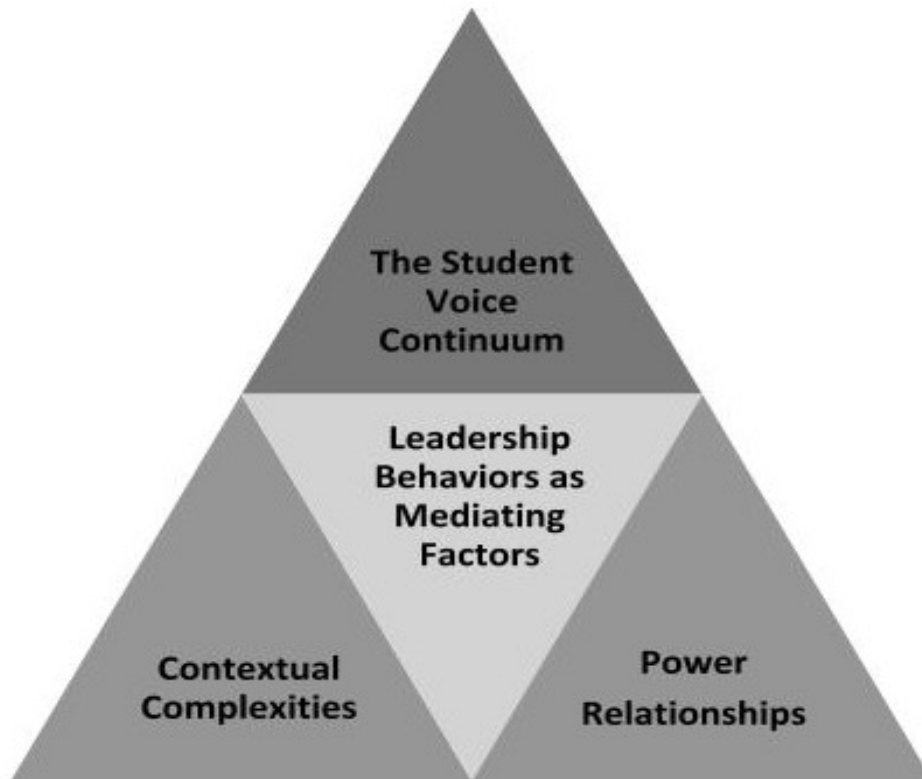 The Student
Voice
Continuum
Leadership
Behaviors as
Mediating
Factors
Contextual
Complexities
Power
Relationships